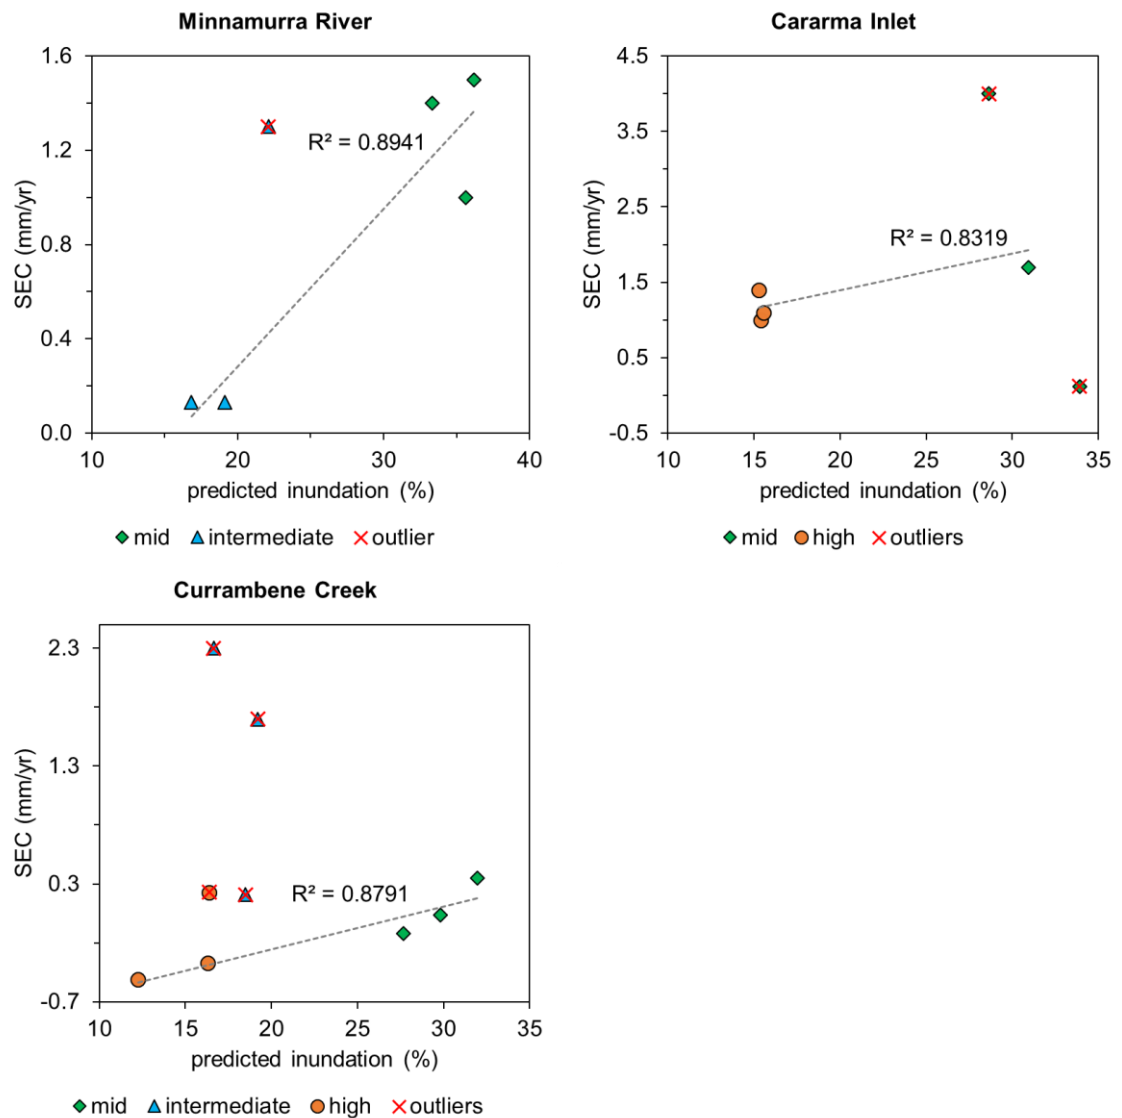 Minnamurra River
1.6
1.2
0.8
0.4
0.0
SEC (mm/yr)
R² = 0.8941
10 20 30 40
predicted inundation (%)
mid intermediate outlier
Cararma Inlet
4.5
3.5
2.5
1.5
0.5
-0.5
SEC (mm/yr)
R² = 0.8319
10 15 20 25 30 35
predicted inundation (%)
mid high outliers
Currambene Creek
2.3
1.3
0.3
-0.7
SEC (mm/yr)
R² = 0.8791
10 15 20 25 30 35
predicted inundation (%)
mid intermediate high outliers